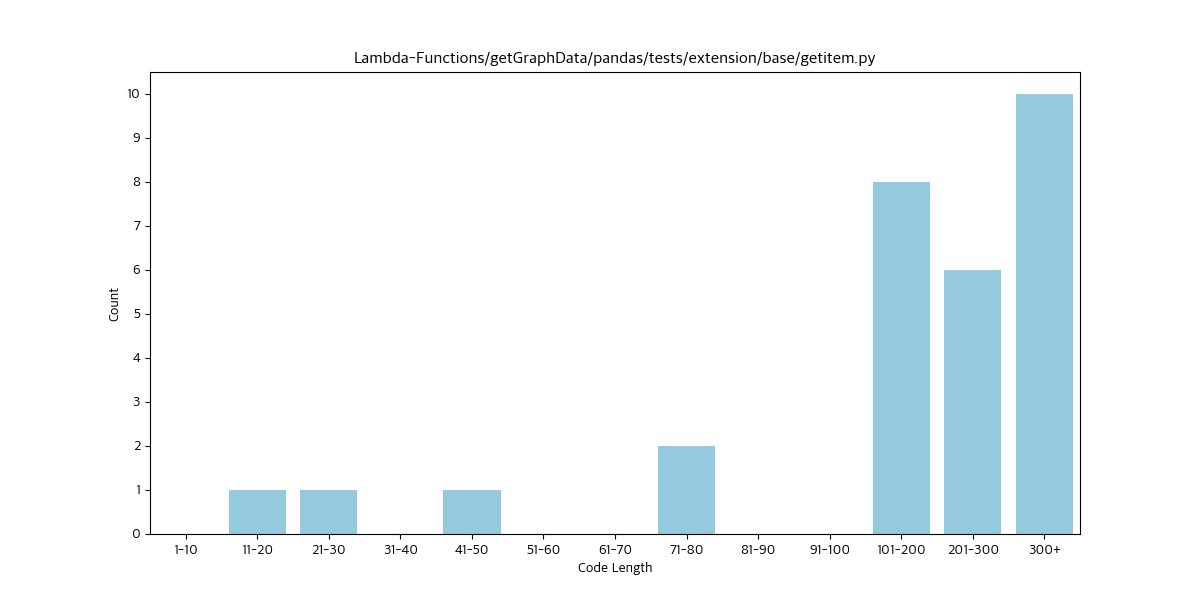 Lambda-Functions/getGraphData/pandas/tests/extension/base/getitem.py
10
9
8
7
6
5
4
3
2
1
0
Count
1-10 11-20 21-30 31-40 41-50 51-60 61-70 71-80 81-90 91-100 101-200 201-300 300+
Code Length